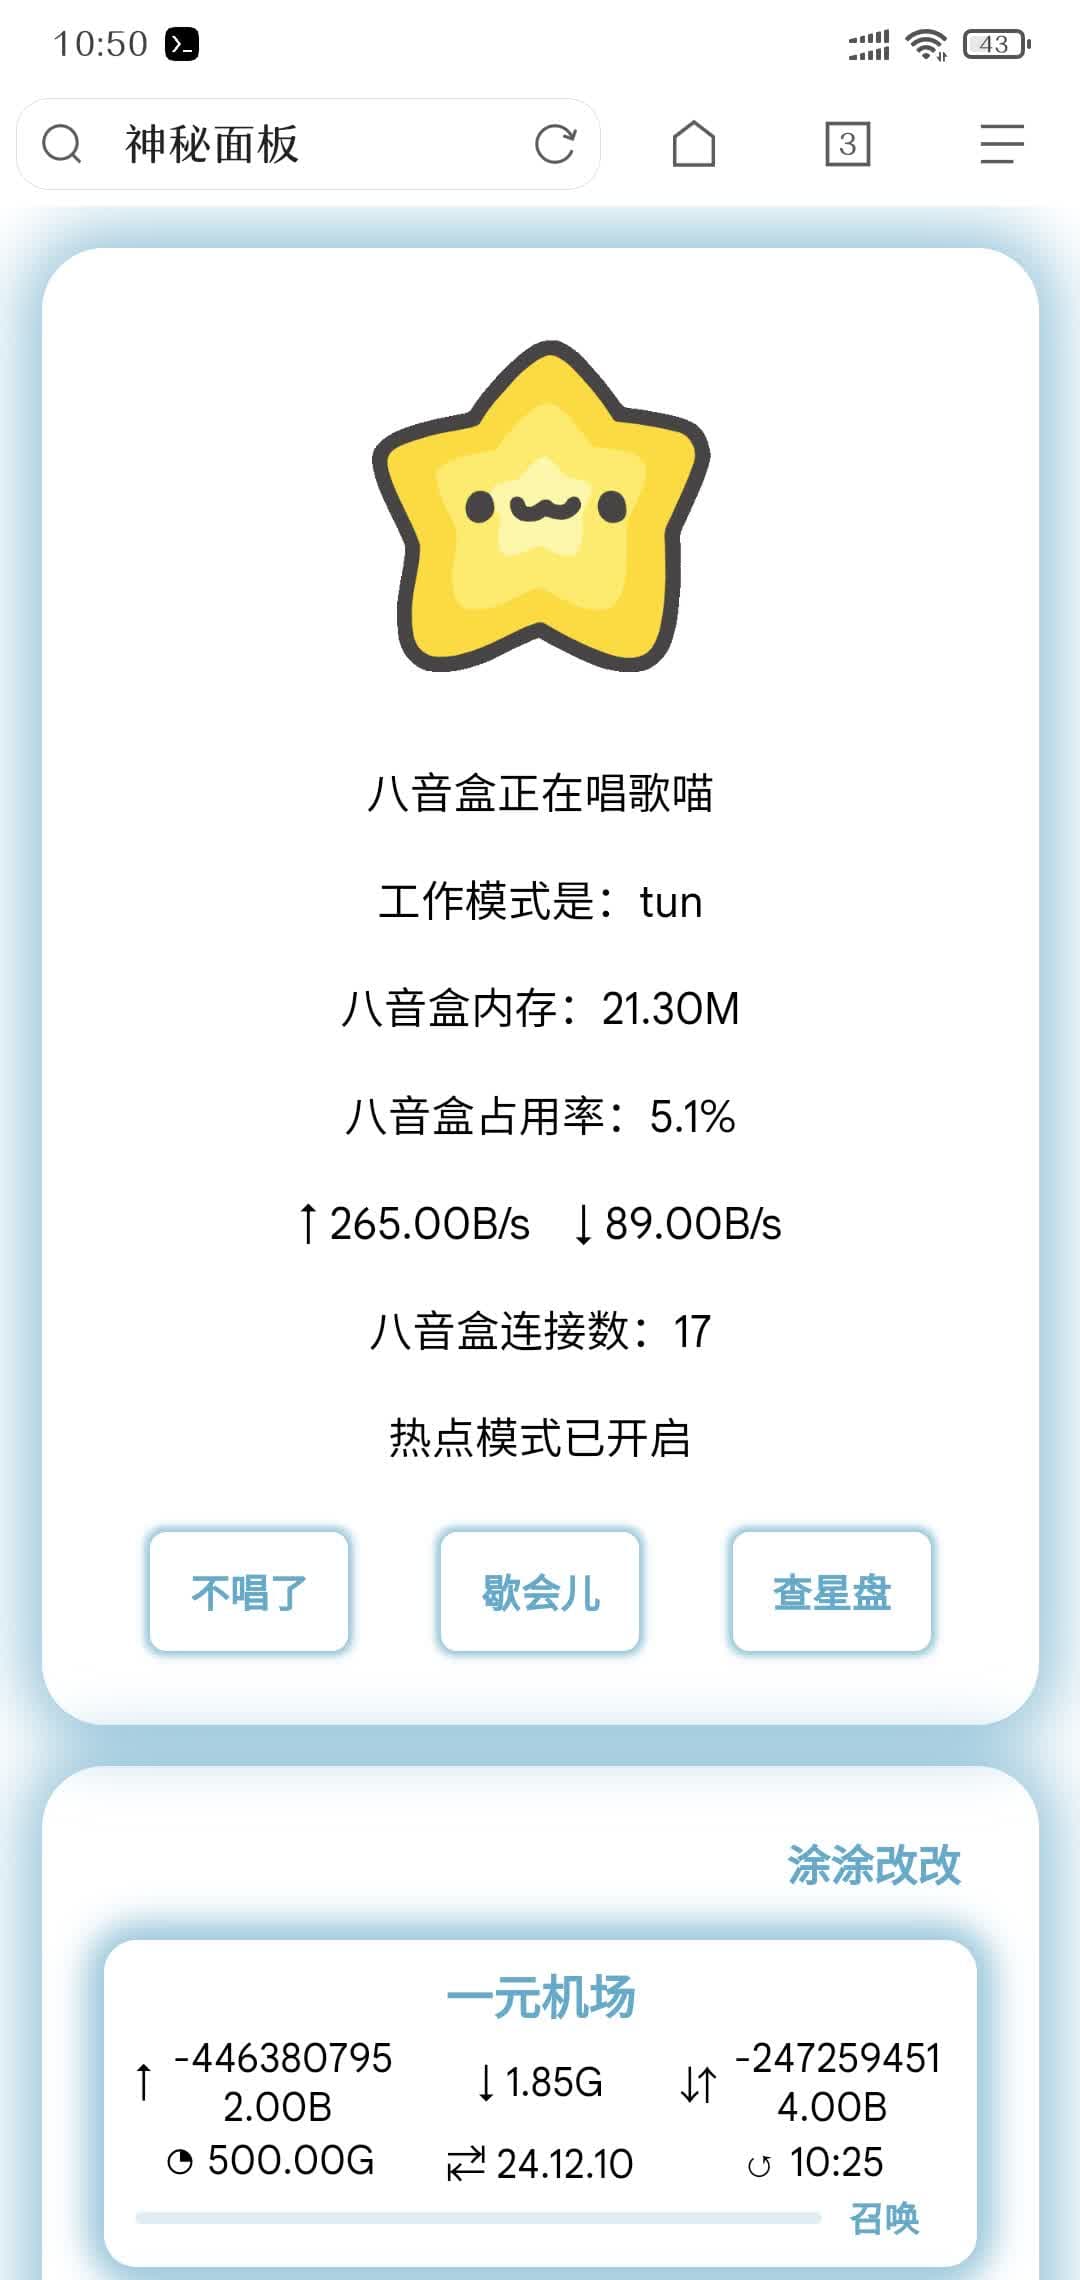 10:50
43
神秘面板
3
八音盒正在唱歌喵
工作模式是：tun
八音盒内存：21.30M
八音盒占用率：5.1%
↑265.00B/s ↓89.00B/s
八音盒连接数：17
热点模式已开启
不唱了 歇会儿 查星盘
涂涂改改
一元机场
↑ -446380795
2.00B
↓1.85G
↓↑ -247259451
4.00B
500.00G 24.12.10 10:25
召唤